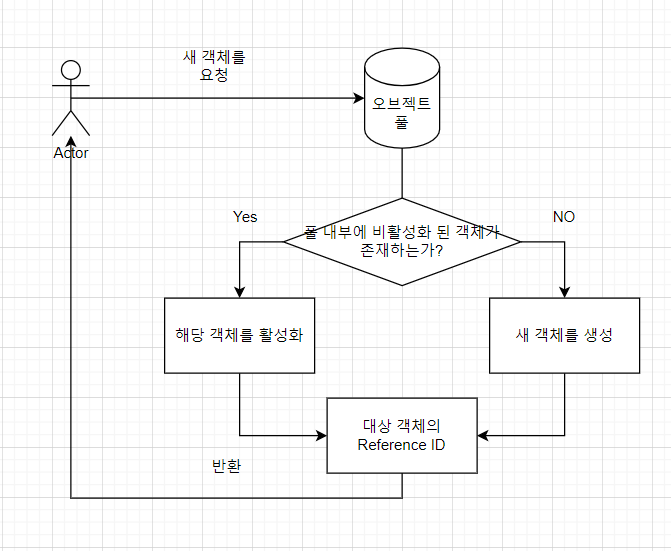 새 객체를
요청
오브젝트
풀
Actor
Yes
NO
풀 내부에 비활성화 된 객체가
존재하는가?
해당 객체를 활성화
새 객체를 생성
대상 객체의
Reference ID
반환